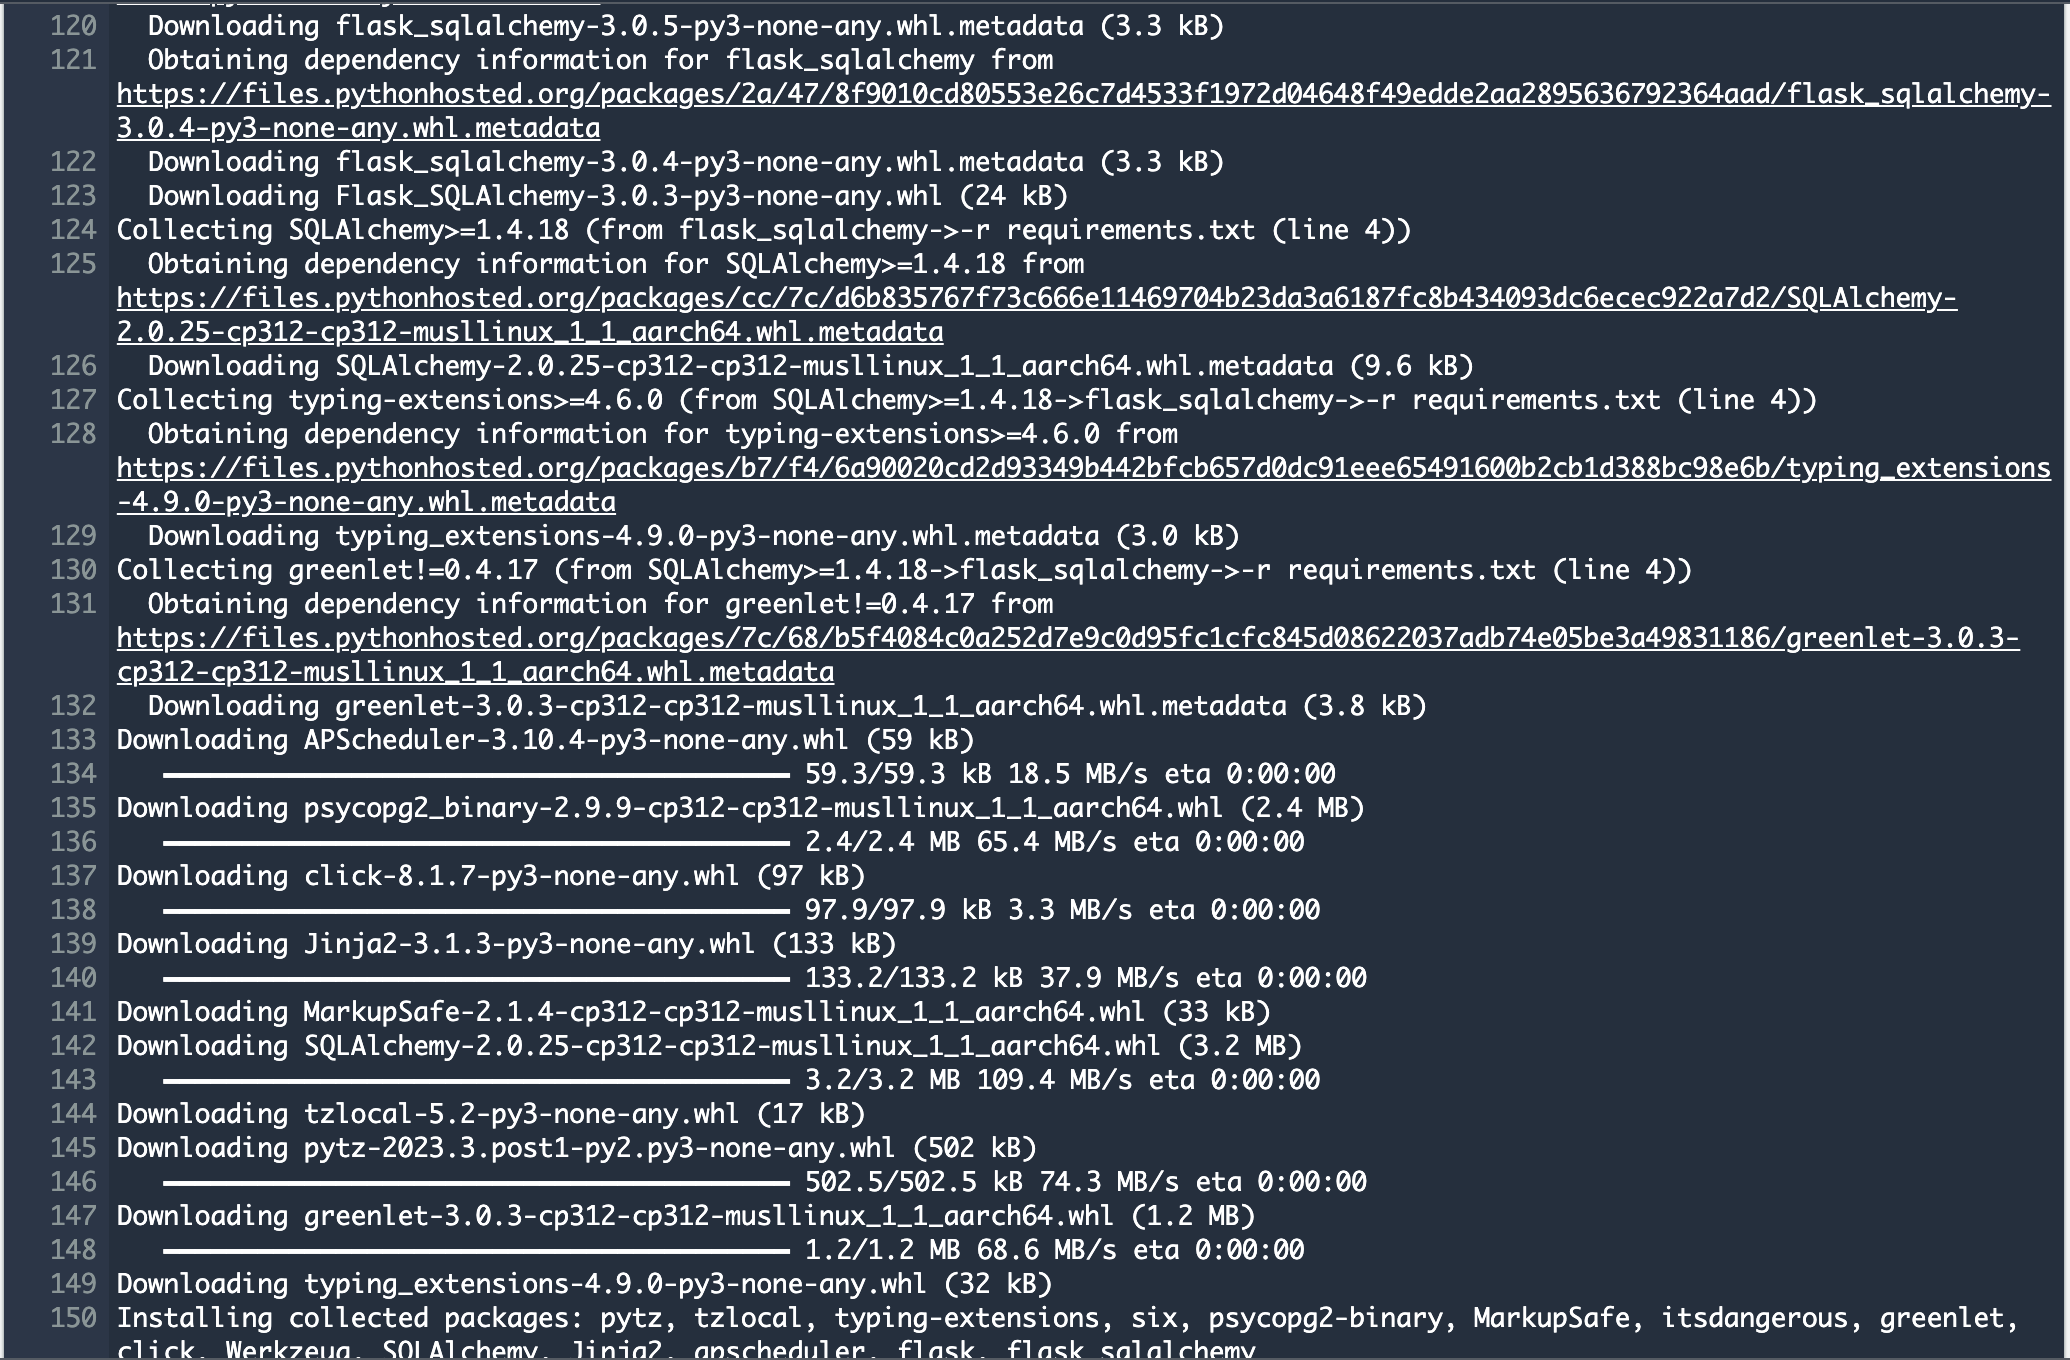 120 Downloading flask_sqlalchemy-3.0.5-py3-none-any.whl.metadata (3.3 kB)
121 Obtaining dependency information for flask_sqlalchemy from
https://files.pythonhosted.org/packages/2a/47/8f9010cd80553e26c7d4533f1972d04648f49edde2aa2895636792364aad/flask_sqlalchemy-
3.0.4-py3-none-any.whl.metadata
122 Downloading flask_sqlalchemy-3.0.4-py3-none-any.whl.metadata (3.3 kB)
123 Downloading Flask_SQLAlchemy-3.0.3-py3-none-any.whl (24 kB)
124 Collecting SQLAlchemy>=1.4.18 (from flask_sqlalchemy->-r requirements.txt (line 4))
125 Obtaining dependency information for SQLAlchemy>=1.4.18 from
https://files.pythonhosted.org/packages/cc/7c/d6b835767f73c666e11469704b23da3a6187fc8b434093dc6ecec922a7d2/SQLAlchemy-
2.0.25-cp312-cp312-musllinux_1_1_aarch64.whl.metadata
126 Downloading SQLAlchemy-2.0.25-cp312-cp312-musllinux_1_1_aarch64.whl.metadata (9.6 kB)
127 Collecting typing-extensions>=4.6.0 (from SQLAlchemy>=1.4.18->flask_sqlalchemy->-r requirements.txt (line 4))
128 Obtaining dependency information for typing-extensions>=4.6.0 from
https://files.pythonhosted.org/packages/b7/f4/6a90020cd2d93349b442bfcb657d0dc91eee65491600b2cb1d388bc98e6b/typing_extensions
-4.9.0-py3-none-any.whl.metadata
129 Downloading typing_extensions-4.9.0-py3-none-any.whl.metadata (3.0 kB)
130 Collecting greenlet!=0.4.17 (from SQLAlchemy>=1.4.18->flask_sqlalchemy->-r requirements.txt (line 4))
131 Obtaining dependency information for greenlet!=0.4.17 from
https://files.pythonhosted.org/packages/7c/68/b5f4084c0a252d7e9c0d95fc1cfc845d08622037adb74e05be3a49831186/greenlet-3.0.3-
cp312-cp312-musllinux_1_1_aarch64.whl.metadata
132 Downloading greenlet-3.0.3-cp312-cp312-musllinux_1_1_aarch64.whl.metadata (3.8 kB)
133 Downloading APScheduler-3.10.4-py3-none-any.whl (59 kB)
134 59.3/59.3 kB 18.5 MB/s eta 0:00:00
135 Downloading psycopg2_binary-2.9.9-cp312-cp312-musllinux_1_1_aarch64.whl (2.4 MB)
136 2.4/2.4 MB 65.4 MB/s eta 0:00:00
137 Downloading click-8.1.7-py3-none-any.whl (97 kB)
138 97.9/97.9 kB 3.3 MB/s eta 0:00:00
139 Downloading Jinja2-3.1.3-py3-none-any.whl (133 kB)
140 133.2/133.2 kB 37.9 MB/s eta 0:00:00
141 Downloading MarkupSafe-2.1.4-cp312-cp312-musllinux_1_1_aarch64.whl (33 kB)
142 Downloading SQLAlchemy-2.0.25-cp312-cp312-musllinux_1_1_aarch64.whl (3.2 MB)
143 3.2/3.2 MB 109.4 MB/s eta 0:00:00
144 Downloading tzlocal-5.2-py3-none-any.whl (17 kB)
145 Downloading pytz-2023.3.post1-py2.py3-none-any.whl (502 kB)
146 502.5/502.5 kB 74.3 MB/s eta 0:00:00
147 Downloading greenlet-3.0.3-cp312-cp312-musllinux_1_1_aarch64.whl (1.2 MB)
148 1.2/1.2 MB 68.6 MB/s eta 0:00:00
149 Downloading typing_extensions-4.9.0-py3-none-any.whl (32 kB)
150 Installing collected packages: pytz, tzlocal, typing-extensions, six, psycopg2-binary, MarkupSafe, itsdangerous, greenlet,
click, Werkzeug, SQLAlchemy, Jinja2, apscheduler, flask, flask_sqlalchemy